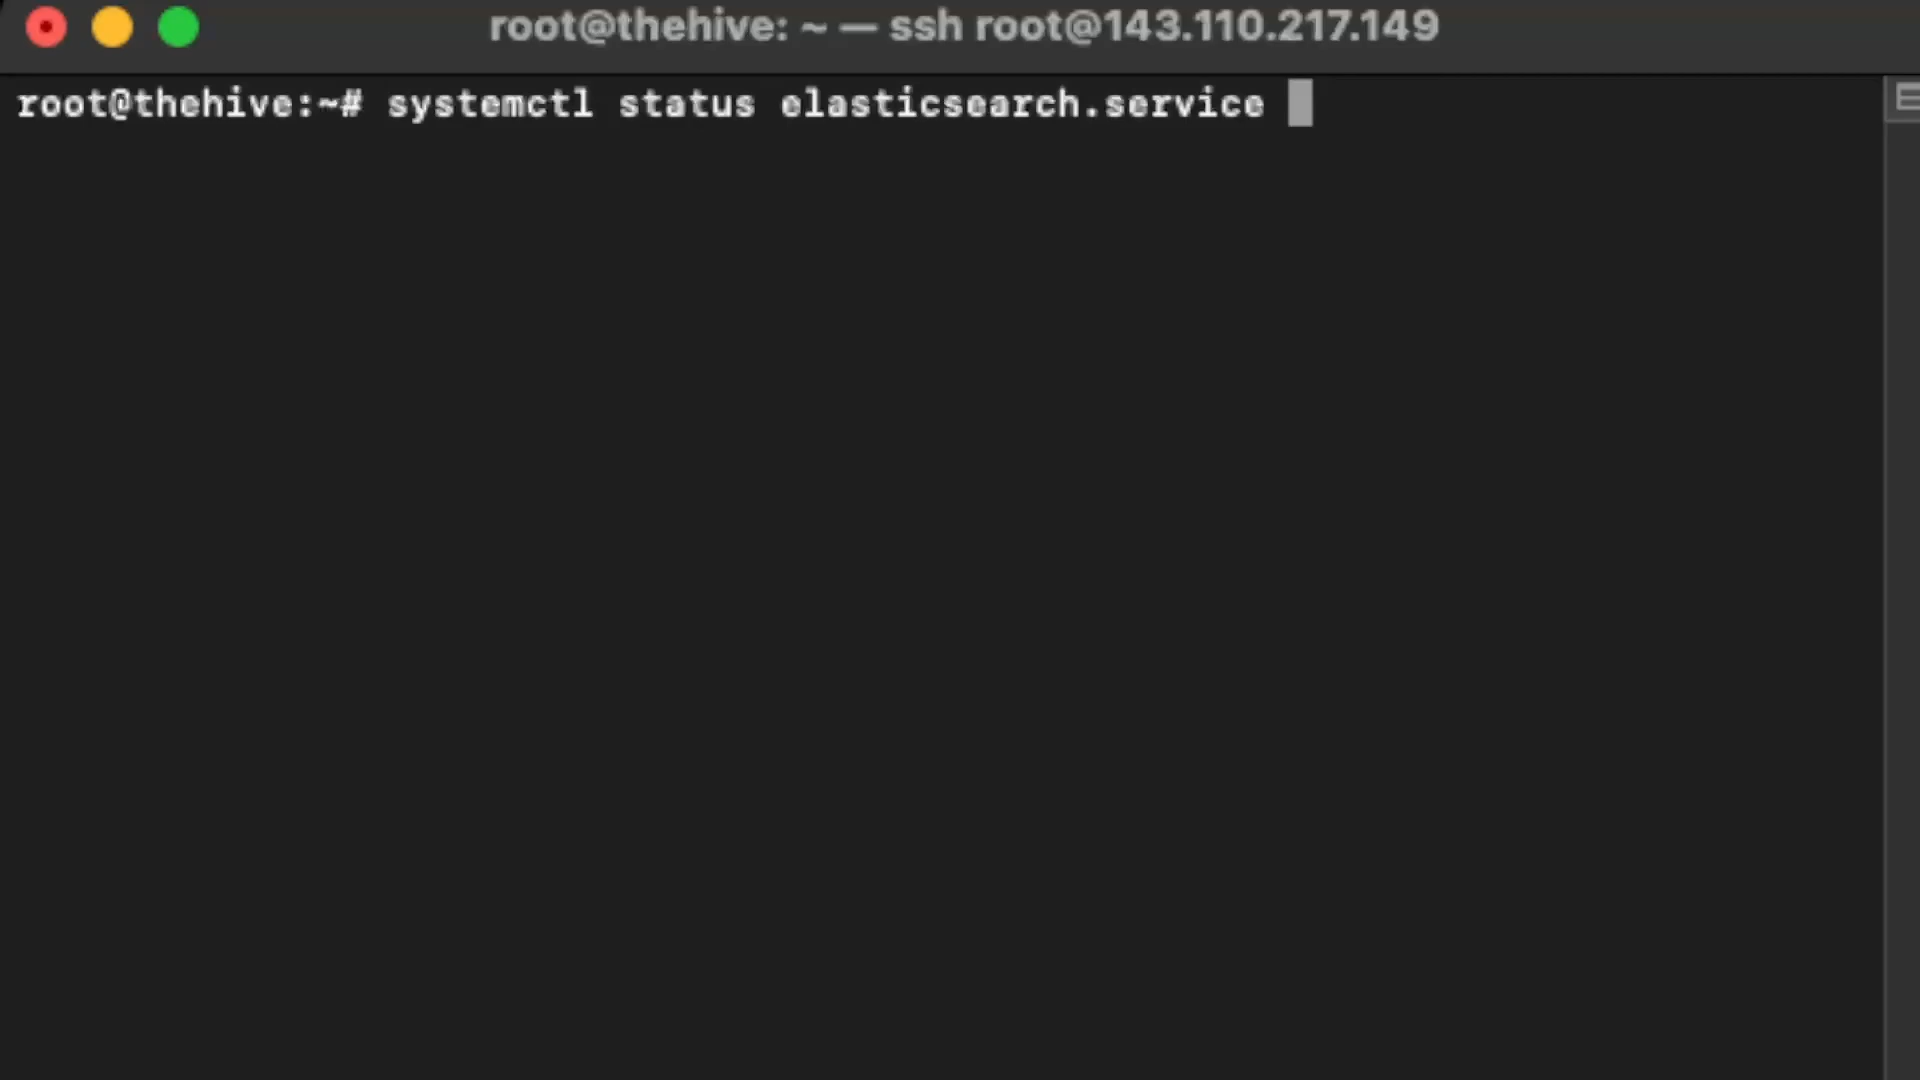 root@thehive: ~ — ssh root@143.110.217.149
root@thehive:~# systemctl status elasticsearch.service